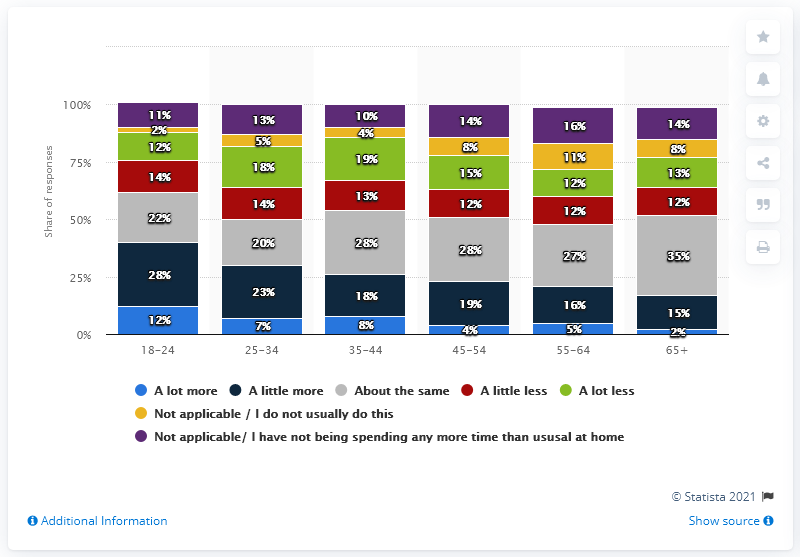 Share of responses
100%
75%
50%
25%
0%
11% 13% 10% 14% 16% 14%
2% 5% 4% 8% 11% 8%
12% 18% 19% 15% 12% 13%
14% 14% 13% 12% 12% 12%
22% 20% 28% 28% 27% 35%
28% 23% 18% 19% 16% 15%
12% 7% 8% 4% 5% 2%
18–24 25–34 35–44 45–54 55–64 65+
A lot more A little more About the same A little less A lot less
Not applicable / I do not usually do this
Not applicable/ I have not being spending any more time than ususal at home
© Statista 2021
Additional Information Show source